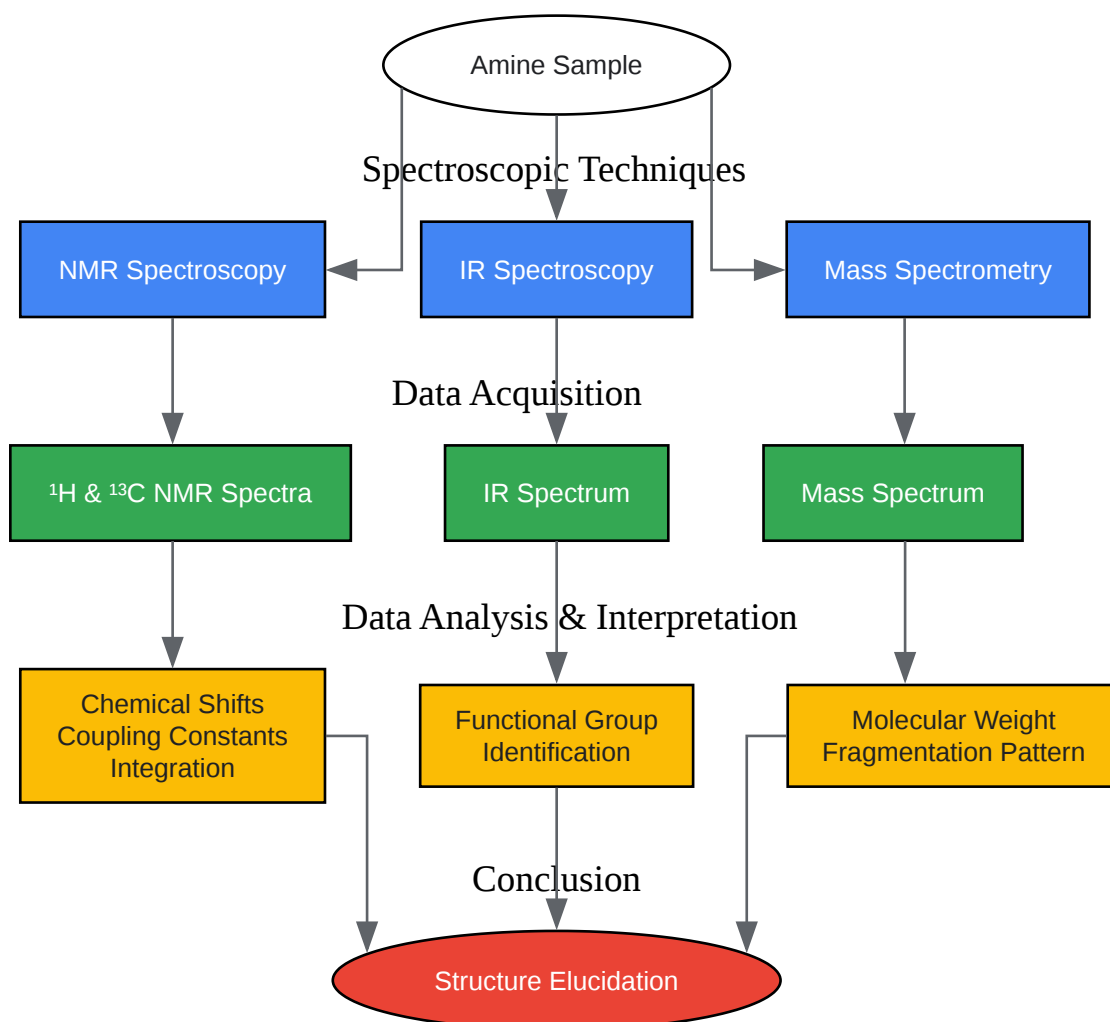 Amine Sample
Spectroscopic Techniques
NMR Spectroscopy
IR Spectroscopy
Mass Spectrometry
Data Acquisition
¹H & ¹³C NMR Spectra
IR Spectrum
Mass Spectrum
Data Analysis & Interpretation
Chemical Shifts
Coupling Constants
Integration
Functional Group
Identification
Molecular Weight
Fragmentation Pattern
Conclusion
Structure Elucidation